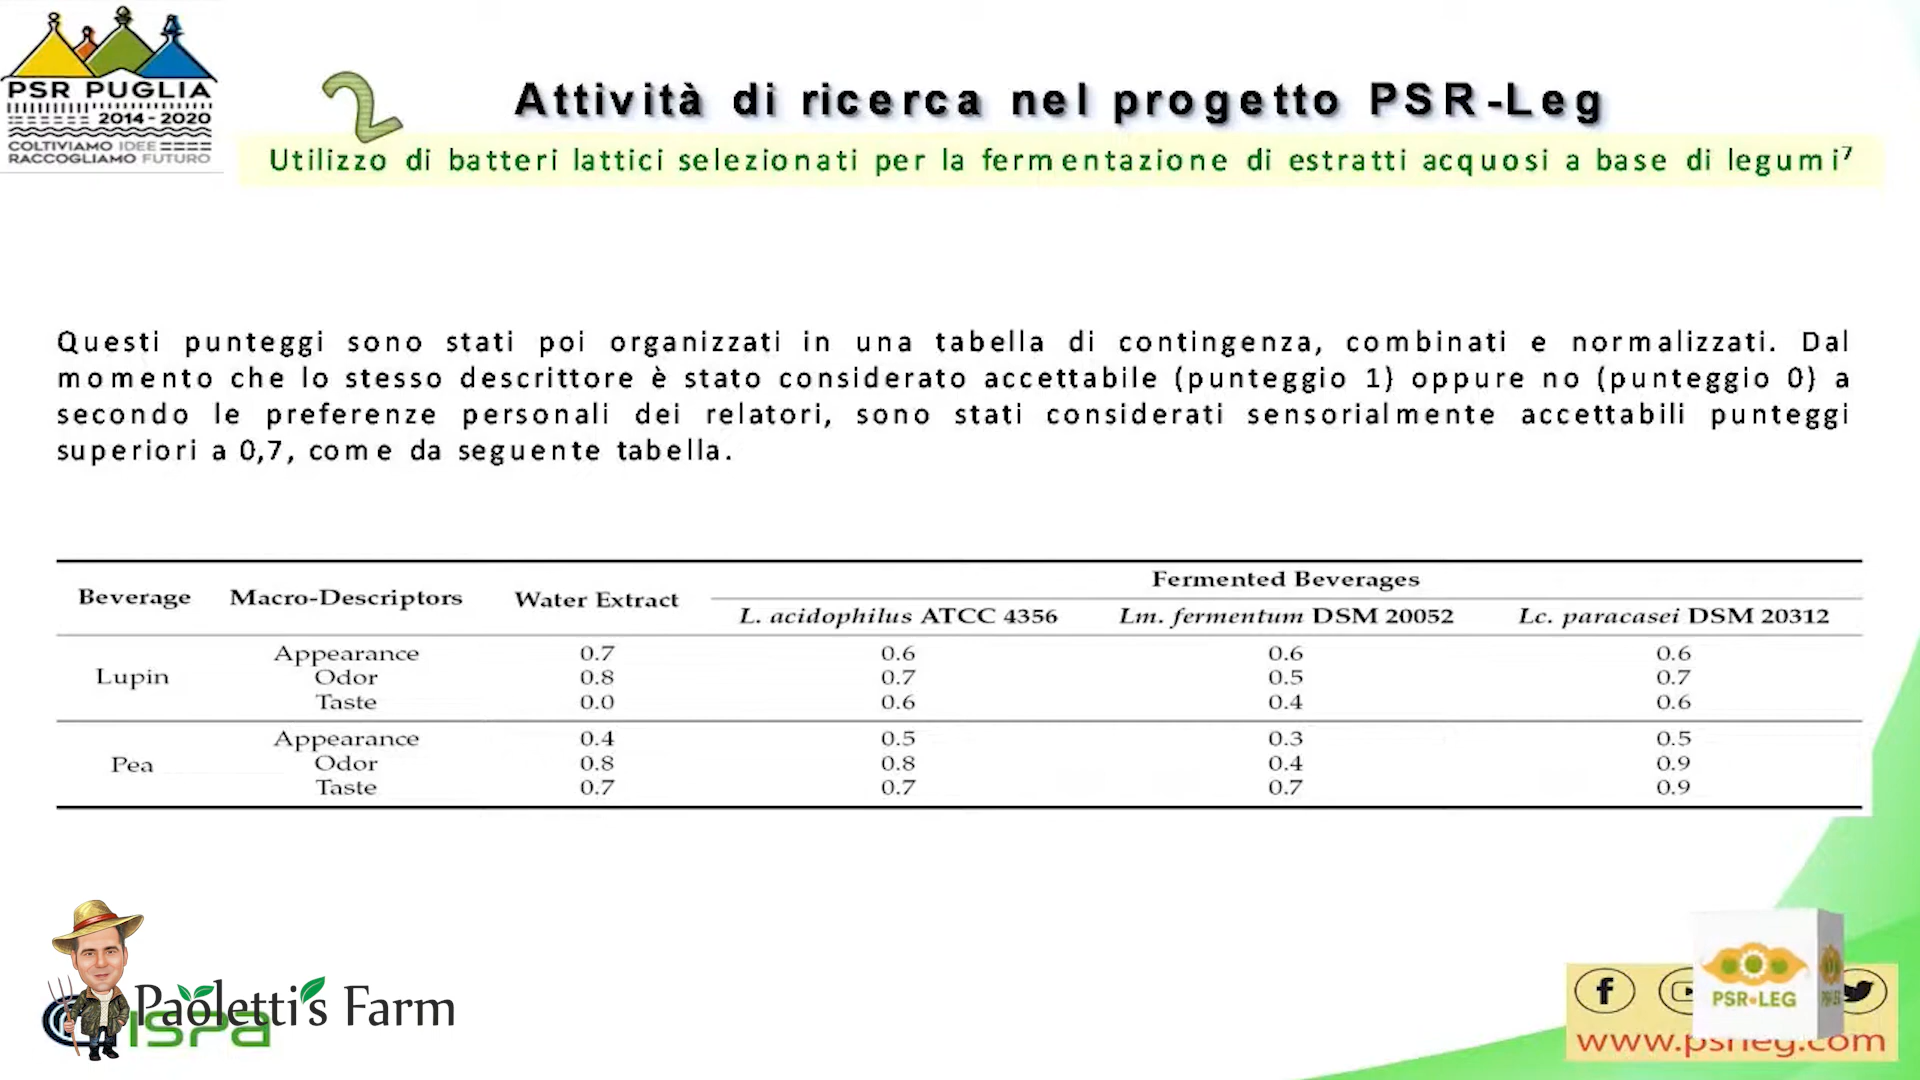 PSR PUGLIA
2014 - 2020
COLTIVIAMO IDEE
RACCOGLIAMO FUTURO
2
Attività di ricerca nel progetto PSR-Leg
Utilizzo di batteri lattici selezionati per la fermentazione di estratti acquosi a base di legumi⁷
Questi punteggi sono stati poi organizzati in una tabella di contingenza, combinati e normalizzati. Dal
momento che lo stesso descrittore è stato considerato accettabile (punteggio 1) oppure no (punteggio 0) a
secondo le preferenze personali dei relatori, sono stati considerati sensorialmente accettabili punteggi
superiori a 0,7, come da seguente tabella.
Fermented Beverages
Beverage Macro-Descriptors Water Extract
L. acidophilus ATCC 4356 Lm. fermentum DSM 20052 Lc. paracasei DSM 20312
Appearance 0.7 0.6 0.6 0.6
Lupin Odor 0.8 0.7 0.5 0.7
Taste 0.0 0.6 0.4 0.6
Appearance 0.4 0.5 0.3 0.5
Pea Odor 0.8 0.8 0.4 0.9
Taste 0.7 0.7 0.7 0.9
Paoletti's Farm
ispa
PSR LEG
www.psrleg.com